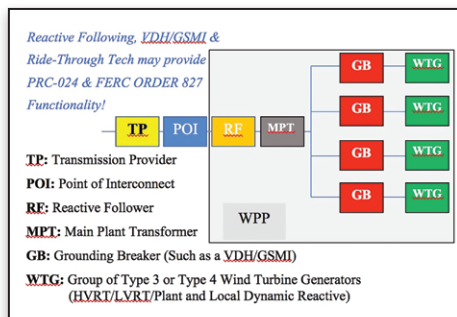 Reactive Following, VDH/GSMI &
Ride-Through Tech may provide
PRC-024 & FERC ORDER 827
Functionality!
GB WTG
GB WTG
TP POI RF MPT
GB WTG
GB WTG
TP: Transmission Provider
POI: Point of Interconnect
RF: Reactive Follower
MPT: Main Plant Transformer
WPP
GB: Grounding Breaker (Such as a VDH/GSMI)
WTG: Group of Type 3 or Type 4 Wind Turbine Generators
(HVRT/LVRT/Plant and Local Dynamic Reactive)